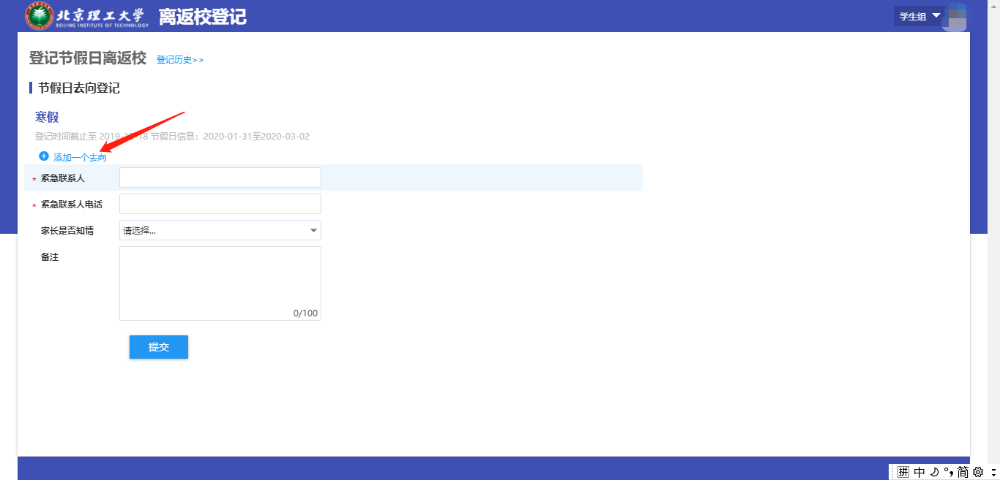 北京理工大学
BEIJING INSTITUTE OF TECHNOLOGY
离返校登记
学生组
登记节假日离返校 登记历史>>
节假日去向登记
寒假
登记时间截止至 2019-1 -18 节假日信息：2020-01-31至2020-03-02
添加一个去向
* 紧急联系人
* 紧急联系人电话
家长是否知情 请选择...
备注
0/100
提交
拼 中 简